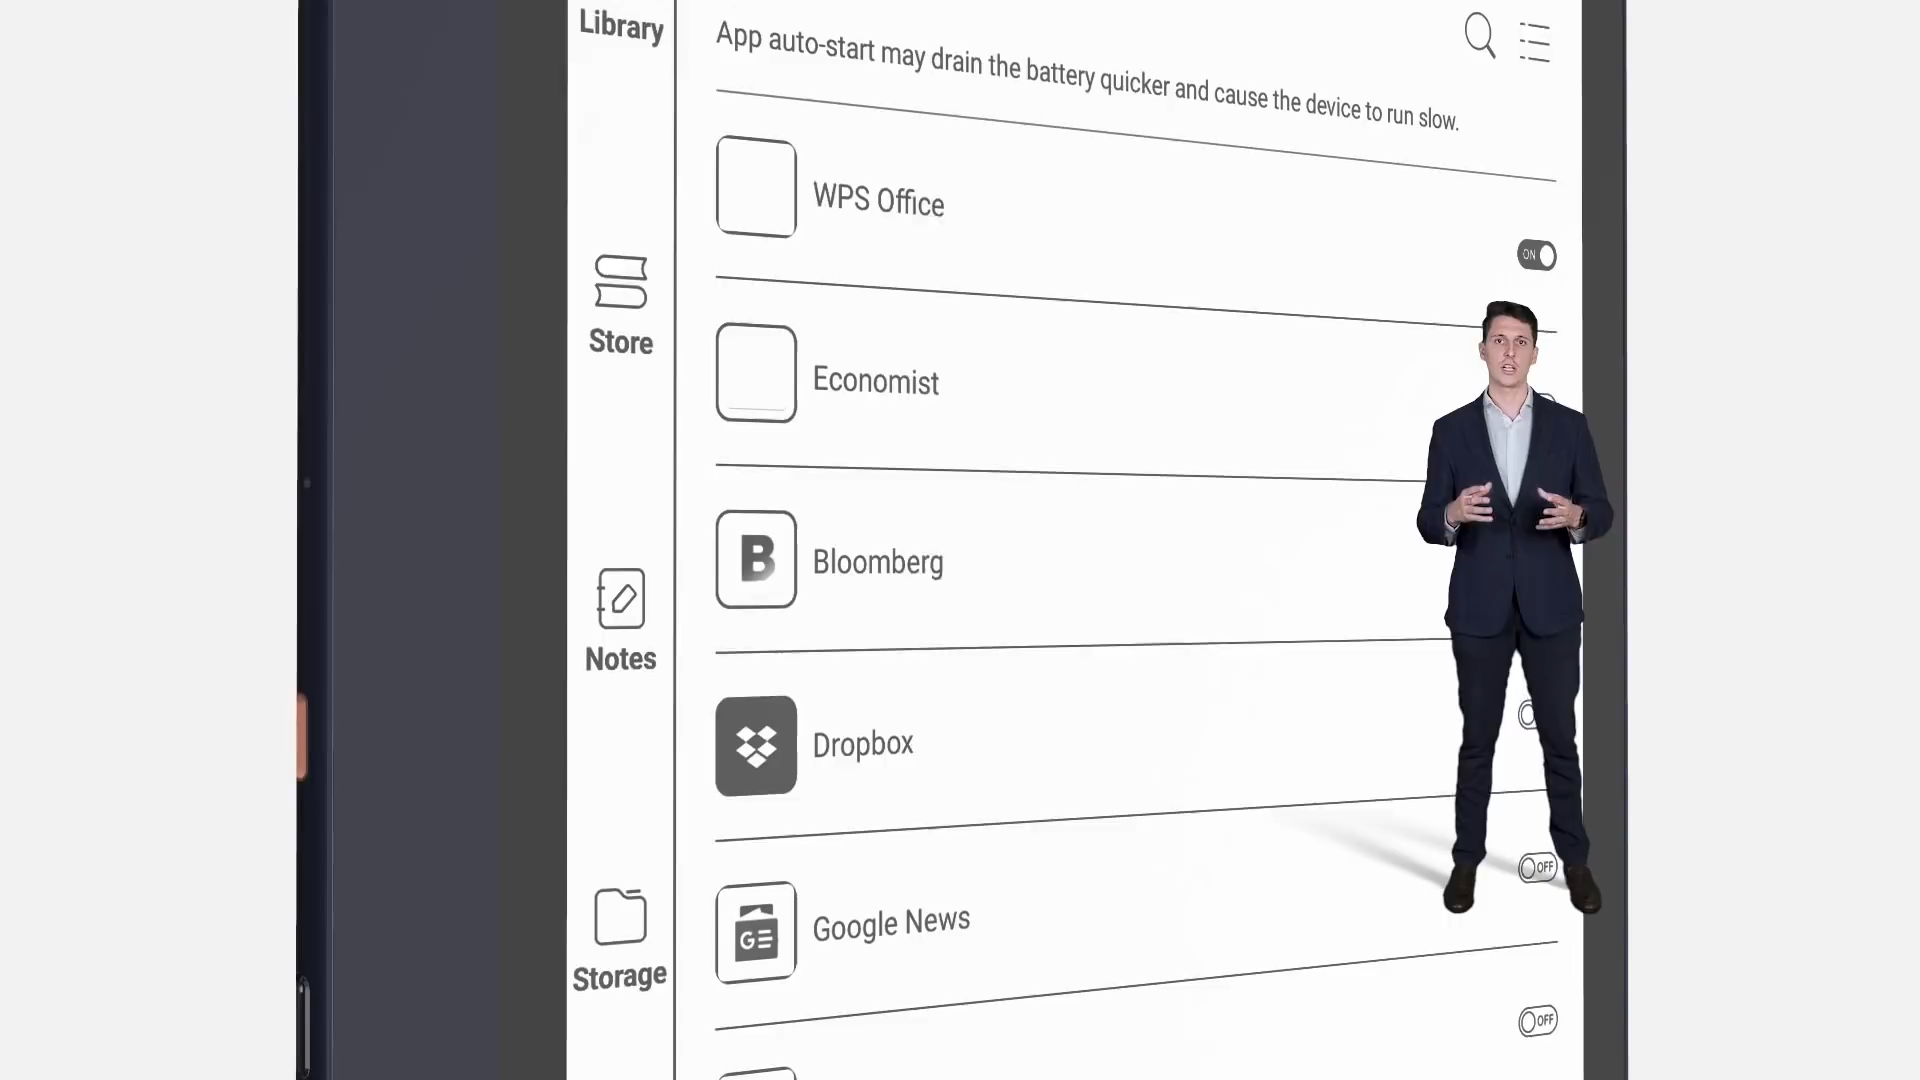 Library
App auto-start may drain the battery quicker and cause the device to run slow.
WPS Office
ON
Store
Economist
B
Bloomberg
Notes
Dropbox
OFF
GE
Google News
Storage
OFF